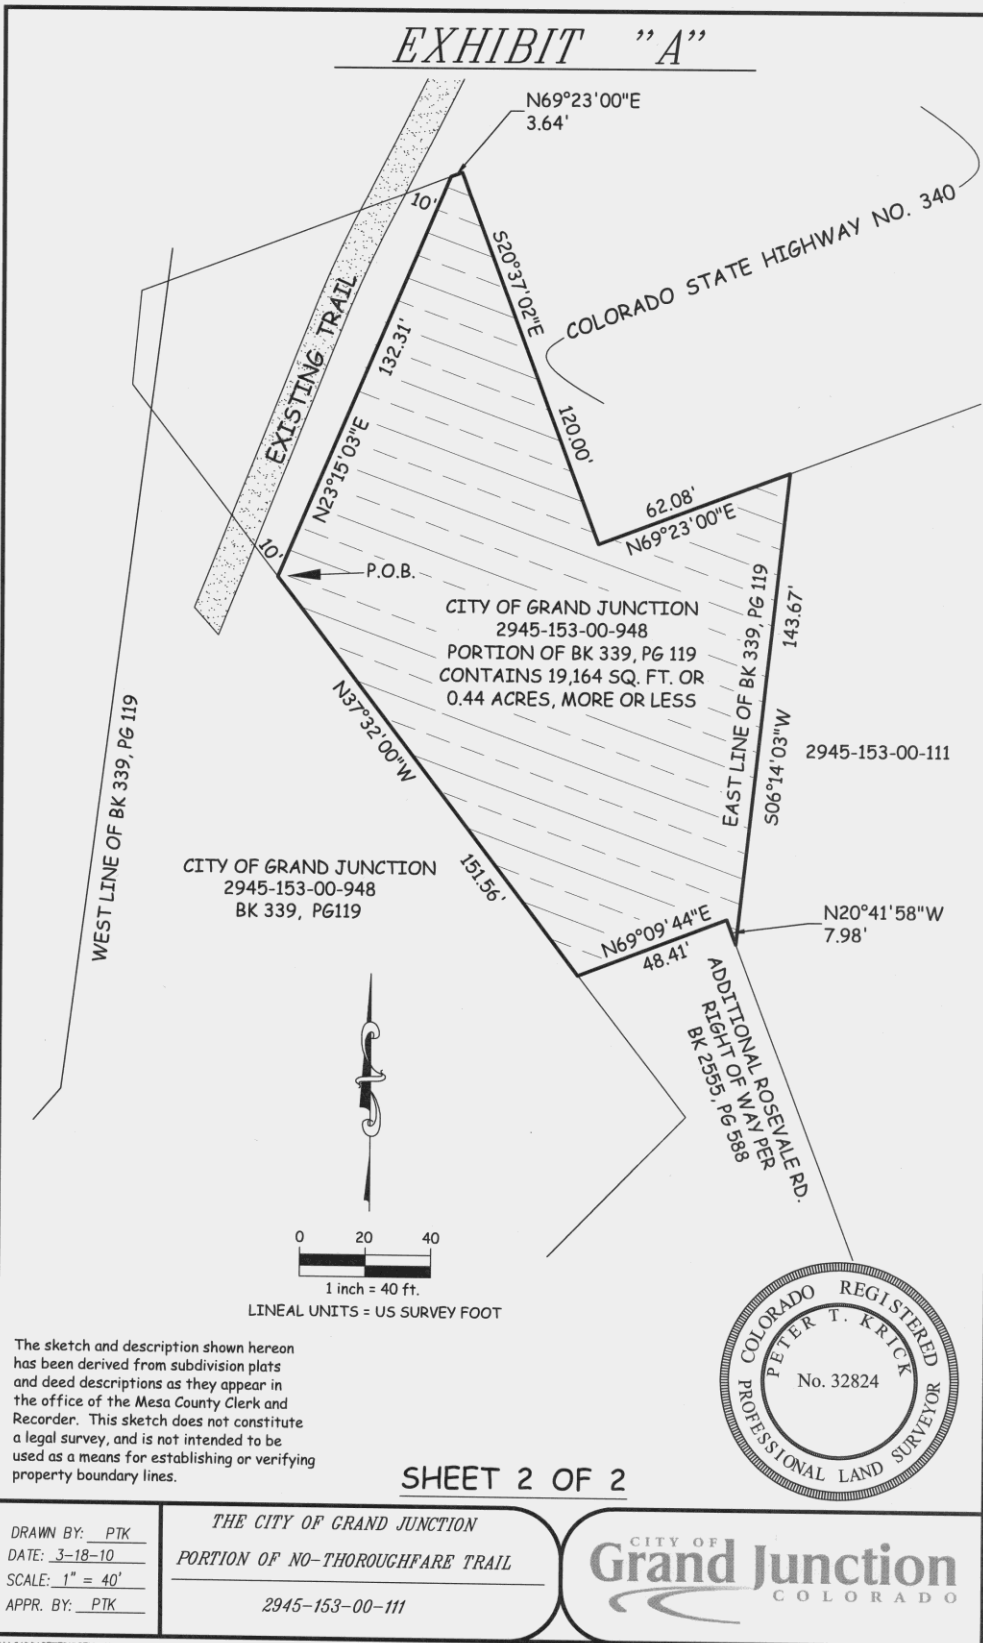 EXHIBIT "A"
N69°23'00"E
3.64'
10'
S20°37'02"E
120.00'
COLORADO STATE HIGHWAY NO. 340
EXISTING TRAIL
132.31'
N23°15'03"E
62.08'
N69°23'00"E
10'
P.O.B.
CITY OF GRAND JUNCTION
2945-153-00-948
PORTION OF BK 339, PG 119
CONTAINS 19,164 SQ. FT. OR
0.44 ACRES, MORE OR LESS
EAST LINE OF BK 339, PG 119
143.67'
S06°14'03"W
2945-153-00-111
N37°32'00"W
151.56'
WEST LINE OF BK 339, PG 119
CITY OF GRAND JUNCTION
2945-153-00-948
BK 339, PG119
N69°09'44"E
48.41'
N20°41'58"W
7.98'
ADDITIONAL ROSEVALE RD.
RIGHT OF WAY PER
BK 2555, PG 588
0 20 40
1 inch = 40 ft.
LINEAL UNITS = US SURVEY FOOT
COLORADO REGISTERED
PETER T. KRICK
No. 32824
PROFESSIONAL LAND SURVEYOR
The sketch and description shown hereon
has been derived from subdivision plats
and deed descriptions as they appear in
the office of the Mesa County Clerk and
Recorder. This sketch does not constitute
a legal survey, and is not intended to be
used as a means for establishing or verifying
property boundary lines.
SHEET 2 OF 2
DRAWN BY: PTK
DATE: 3-18-10
SCALE: 1" = 40'
APPR. BY: PTK
THE CITY OF GRAND JUNCTION
PORTION OF NO-THOROUGHFARE TRAIL
2945-153-00-111
CITY OF
Grand Junction
COLORADO